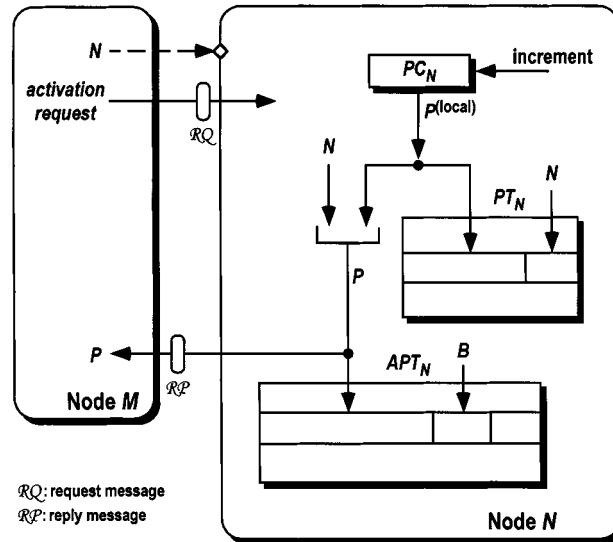 N
activation
request
RQ
PC_N
increment
P(local)
N
N
PT_N
P
P
RP
APT_N
B
Node M
RQ: request message
RP: reply message
Node N